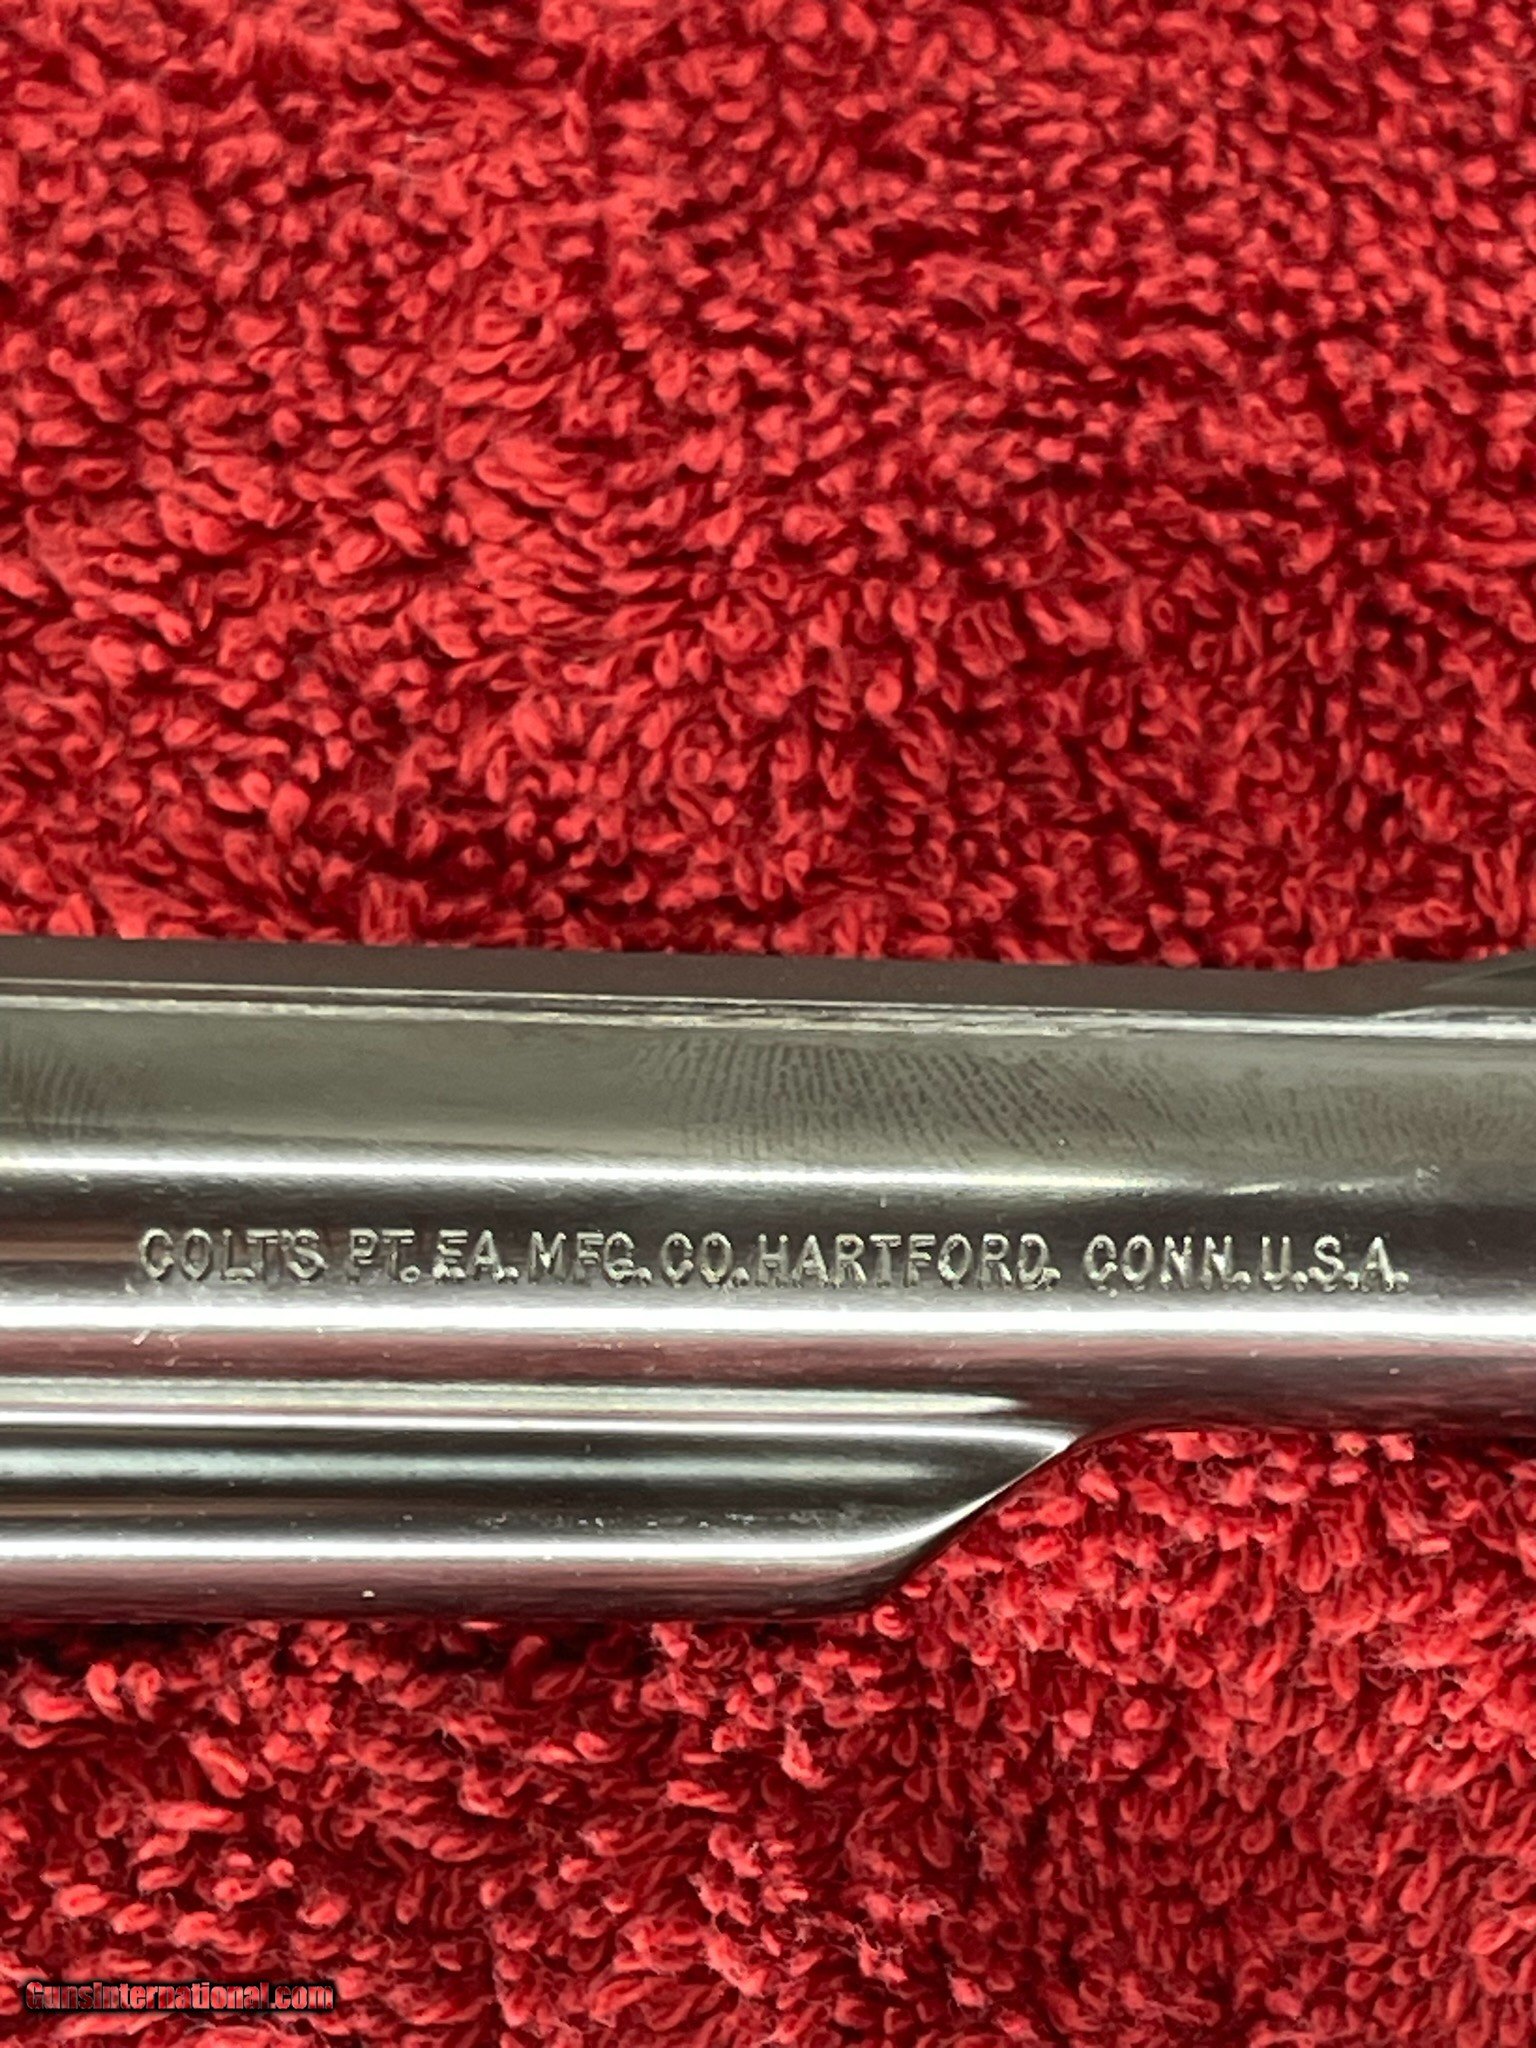 COLT'S PT. F.A. MFG. CO. HARTFORD. CONN. U.S.A.
GunsInternational.com